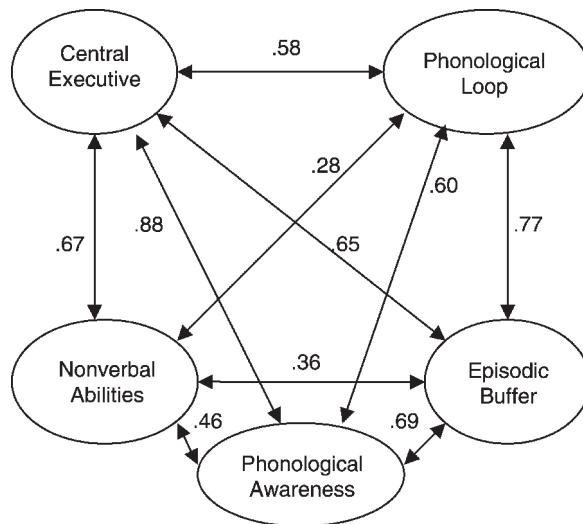 Central
Executive
.58
Phonological
Loop
.28
.60
.67
.88
.65
.77
Nonverbal
Abilities
.36
Episodic
Buffer
.46
.69
Phonological
Awareness